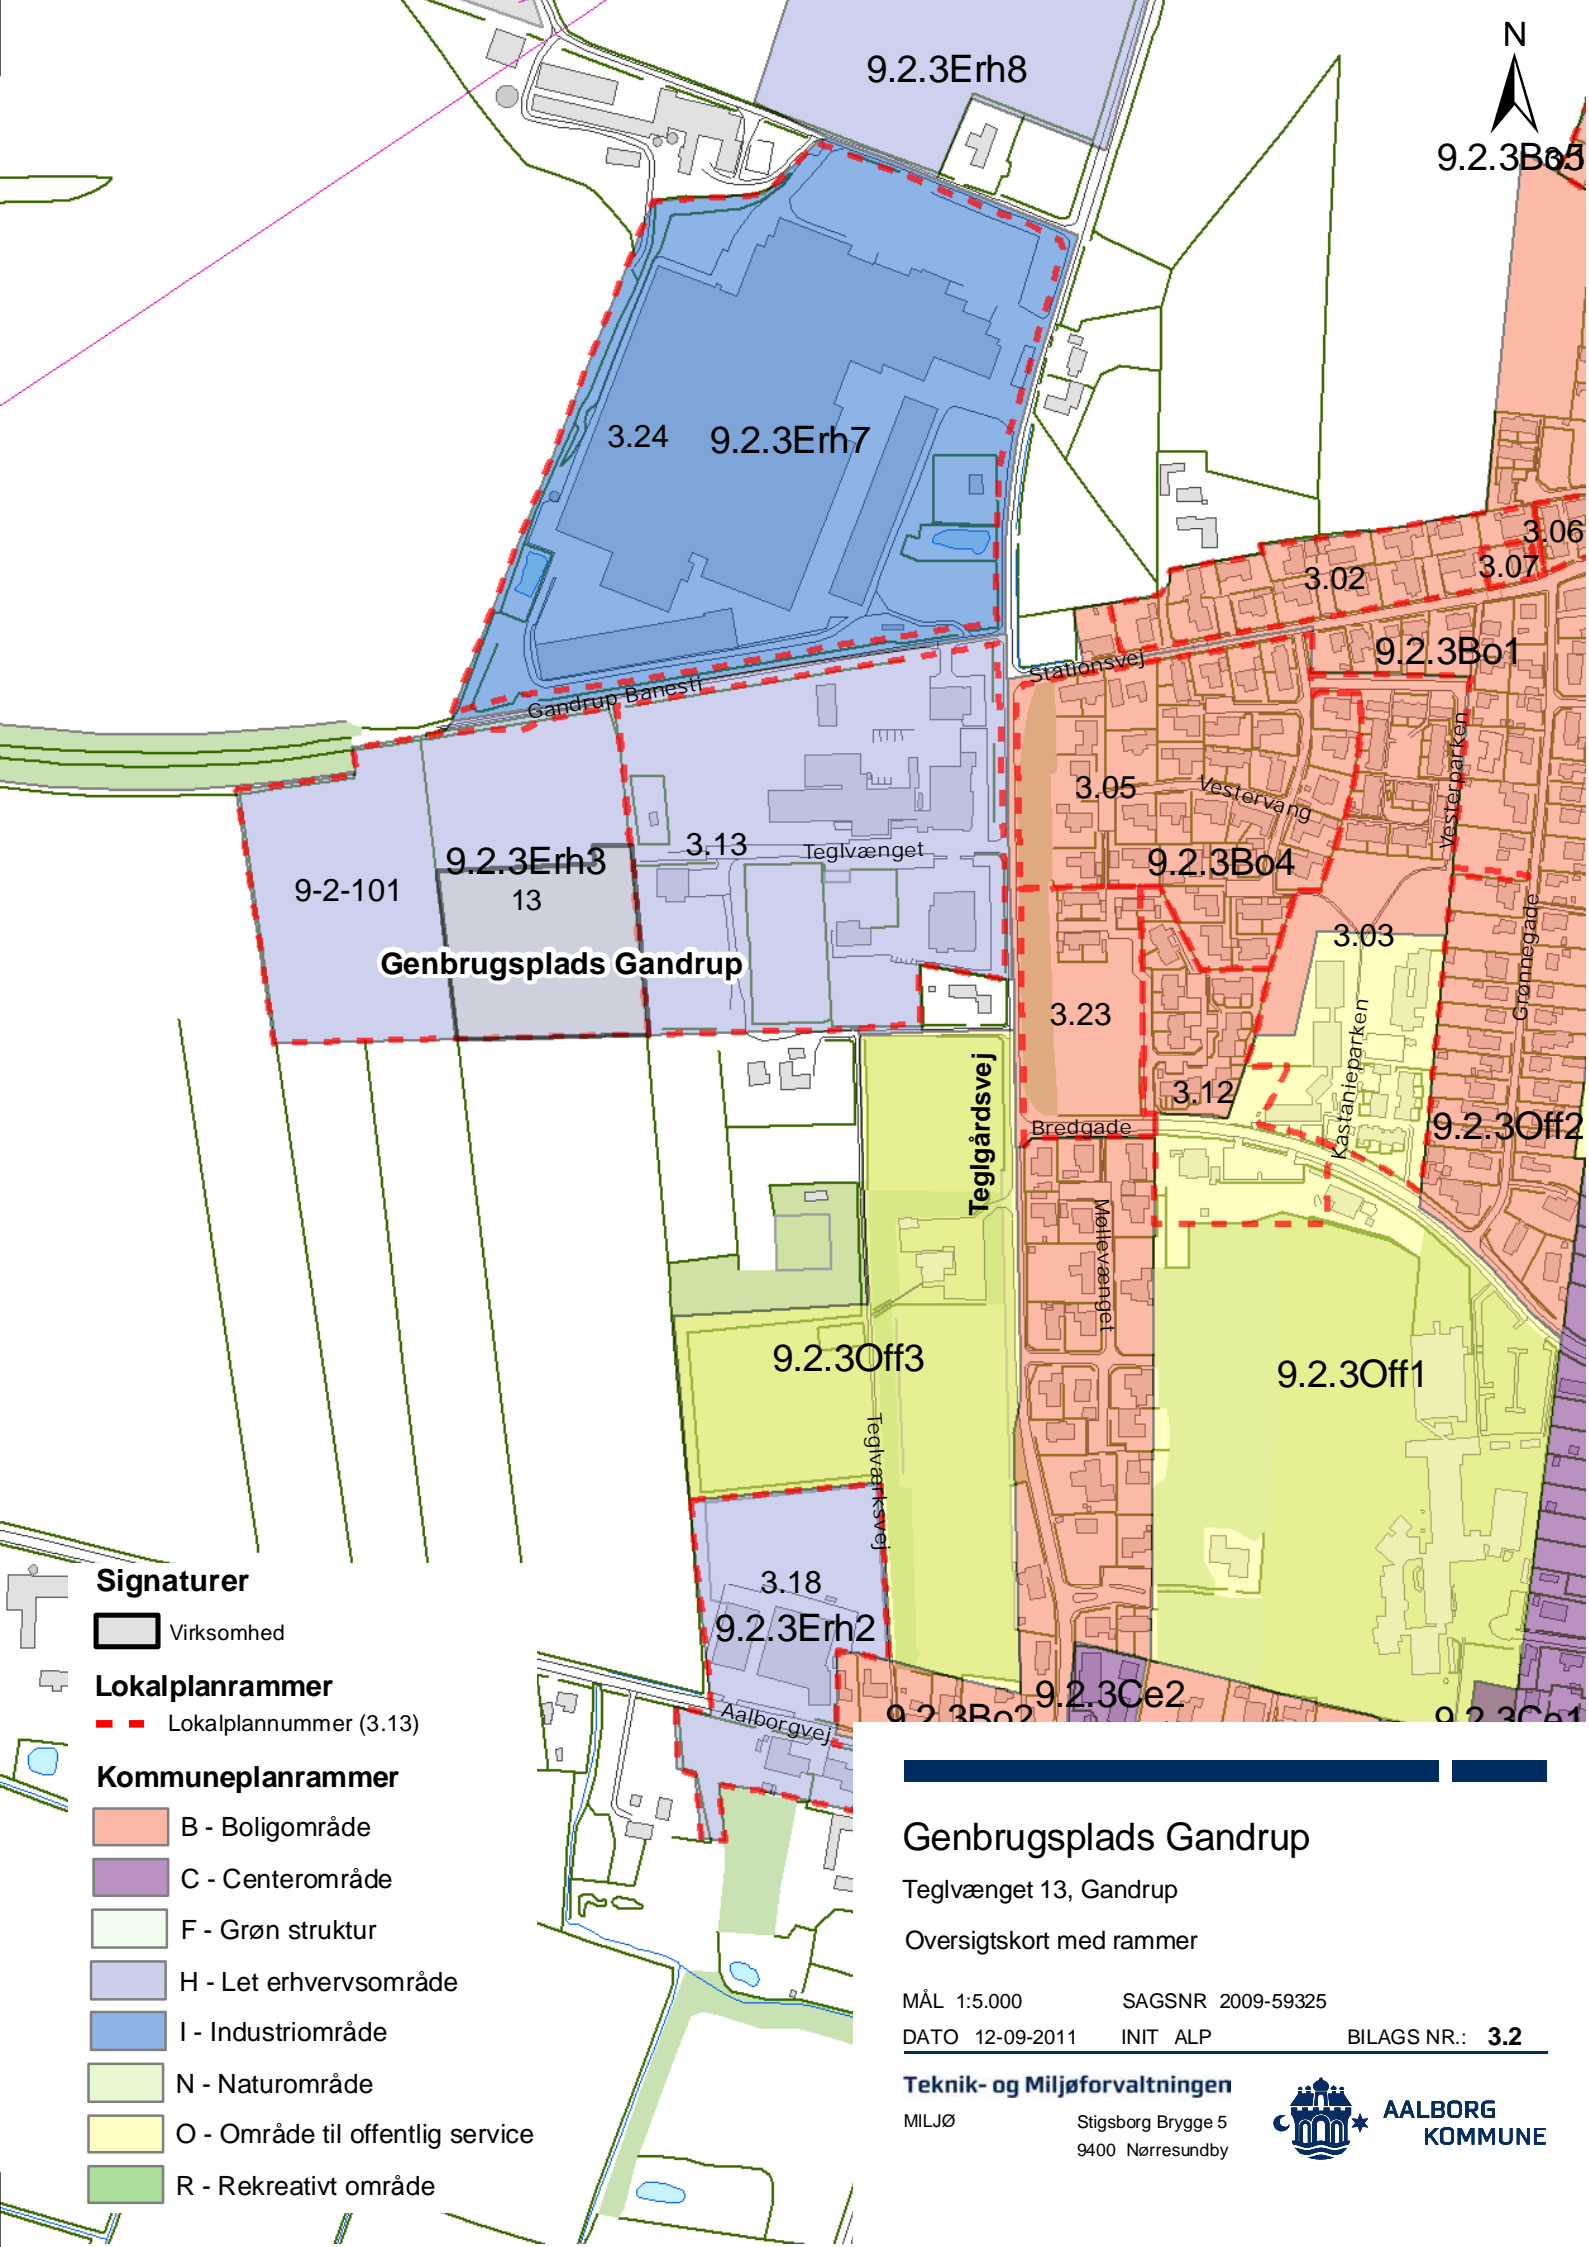 N
9.2.3Erh8
9.2.3Bo5
3.24
9.2.3Erh7
3.06
3.07
3.02
9.2.3Bo1
Stationsvej
Gandrup Banesti
Vesterparken
3.05
Vestervang
3.13
Teglvænget
9.2.3Erh3
9.2.3Bo4
9-2-101
13
Grønnegade
3.03
Genbrugsplads Gandrup
3.23
Kastanieparken
Teglgårdsvej
3.12
Bredgade
9.2.3Off2
Møllevænget
9.2.3Off3
9.2.3Off1
Teglværksvej
3.18
9.2.3Erh2
9.2.3Ce2
9.2.3Bo2
9.2.3Ce1
Aalborgvej
Signaturer
Virksomhed
Lokalplanrammer
Lokalplannummer (3.13)
Kommuneplanrammer
B - Boligområde
C - Centerområde
F - Grøn struktur
H - Let erhvervsområde
I - Industriområde
N - Naturområde
O - Område til offentlig service
R - Rekreativt område
Genbrugsplads Gandrup
Teglvænget 13, Gandrup
Oversigtskort med rammer
MÅL 1:5.000 SAGSNR 2009-59325
DATO 12-09-2011 INIT ALP BILAGS NR.: 3.2
Teknik- og Miljøforvaltningen
MILJØ Stigsborg Brygge 5
9400 Nørresundby
AALBORG
KOMMUNE